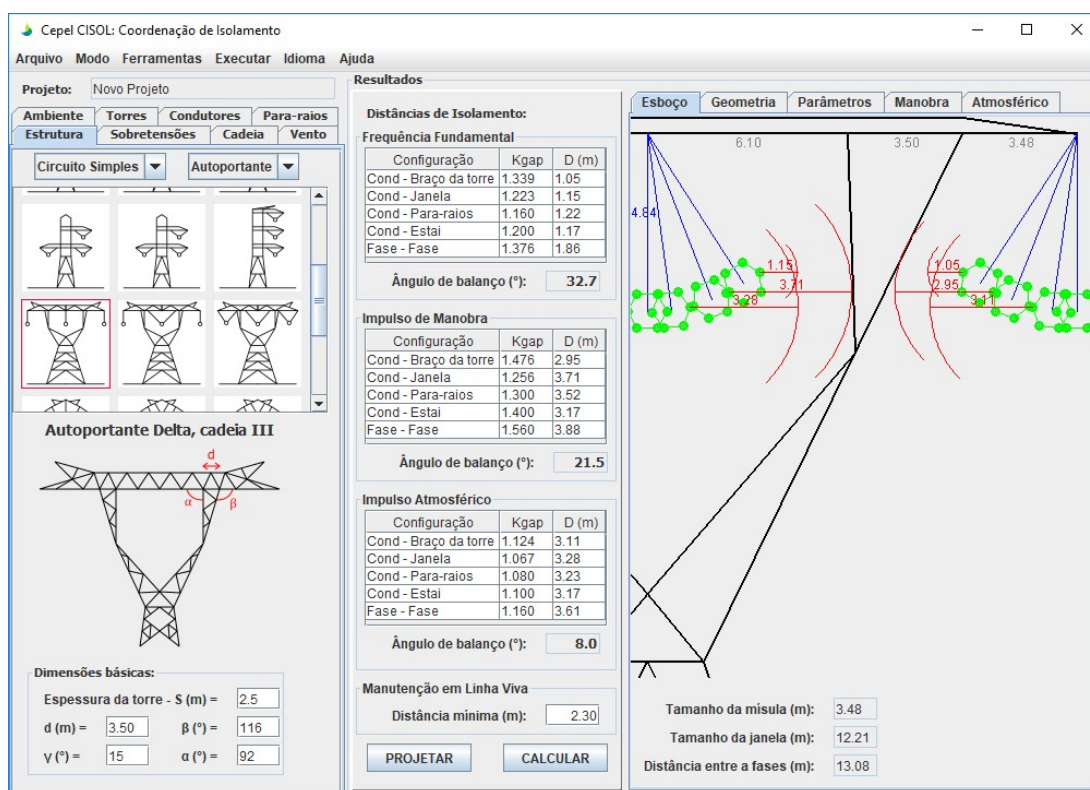 Cepel CISOL: Coordenação de Isolamento
Arquivo Modo Ferramentas Executar Idioma Ajuda
Projeto: Novo Projeto
Ambiente Torres Condutores Para-raios
Estrutura Sobretensões Cadeia Vento
Circuito Simples Autoportante
Autoportante Delta, cadeia III
d
α β
Dimensões básicas:
Espessura da torre - S (m) = 2.5
d (m) = 3.50 β (°) = 116
γ (°) = 15 α (°) = 92
Resultados
Distâncias de Isolamento:
Frequência Fundamental
Configuração Kgap D (m)
Cond - Braço da torre 1.339 1.05
Cond - Janela 1.223 1.15
Cond - Para-raios 1.160 1.22
Cond - Estai 1.200 1.17
Fase - Fase 1.376 1.86
Ângulo de balanço (°): 32.7
Impulso de Manobra
Configuração Kgap D (m)
Cond - Braço da torre 1.476 2.95
Cond - Janela 1.256 3.71
Cond - Para-raios 1.300 3.52
Cond - Estai 1.400 3.17
Fase - Fase 1.560 3.88
Ângulo de balanço (°): 21.5
Impulso Atmosférico
Configuração Kgap D (m)
Cond - Braço da torre 1.124 3.11
Cond - Janela 1.067 3.28
Cond - Para-raios 1.080 3.23
Cond - Estai 1.100 3.17
Fase - Fase 1.160 3.61
Ângulo de balanço (°): 8.0
Manutenção em Linha Viva
Distância mínima (m): 2.30
PROJETAR CALCULAR
Esboço Geometria Parâmetros Manobra Atmosférico
6.10 3.50 3.48
4.84
1.15 1.05
3.71 2.95
3.28 3.11
Tamanho da mísula (m): 3.48
Tamanho da janela (m): 12.21
Distância entre a fases (m): 13.08